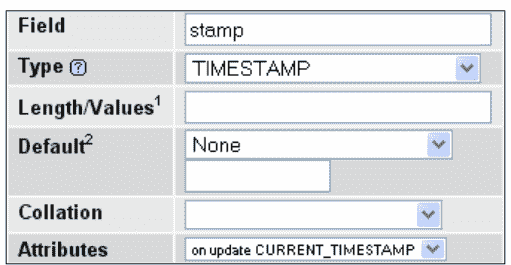 Field stamp
Type ? TIMESTAMP
Length/Values1
Default2 None
Collation
Attributes on update CURRENT_TIMESTAMP